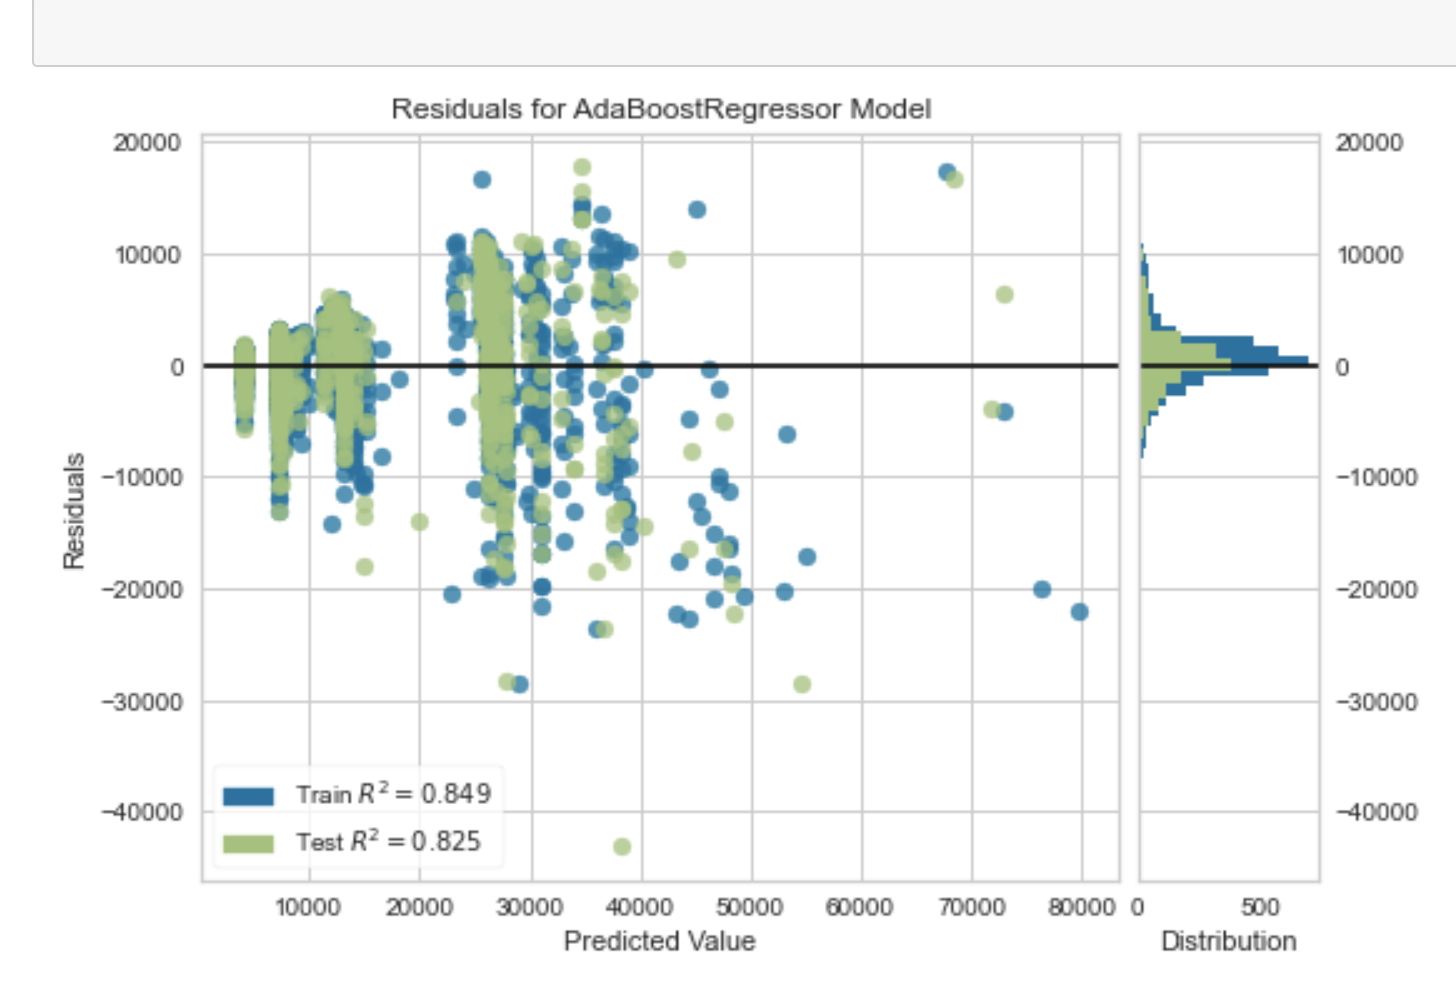 Residuals for AdaBoostRegressor Model
20000
10000
0
−10000
−20000
−30000
−40000
Residuals
Train R² = 0.849
Test R² = 0.825
10000 20000 30000 40000 50000 60000 70000 80000
Predicted Value
20000
10000
0
−10000
−20000
−30000
−40000
0 500
Distribution